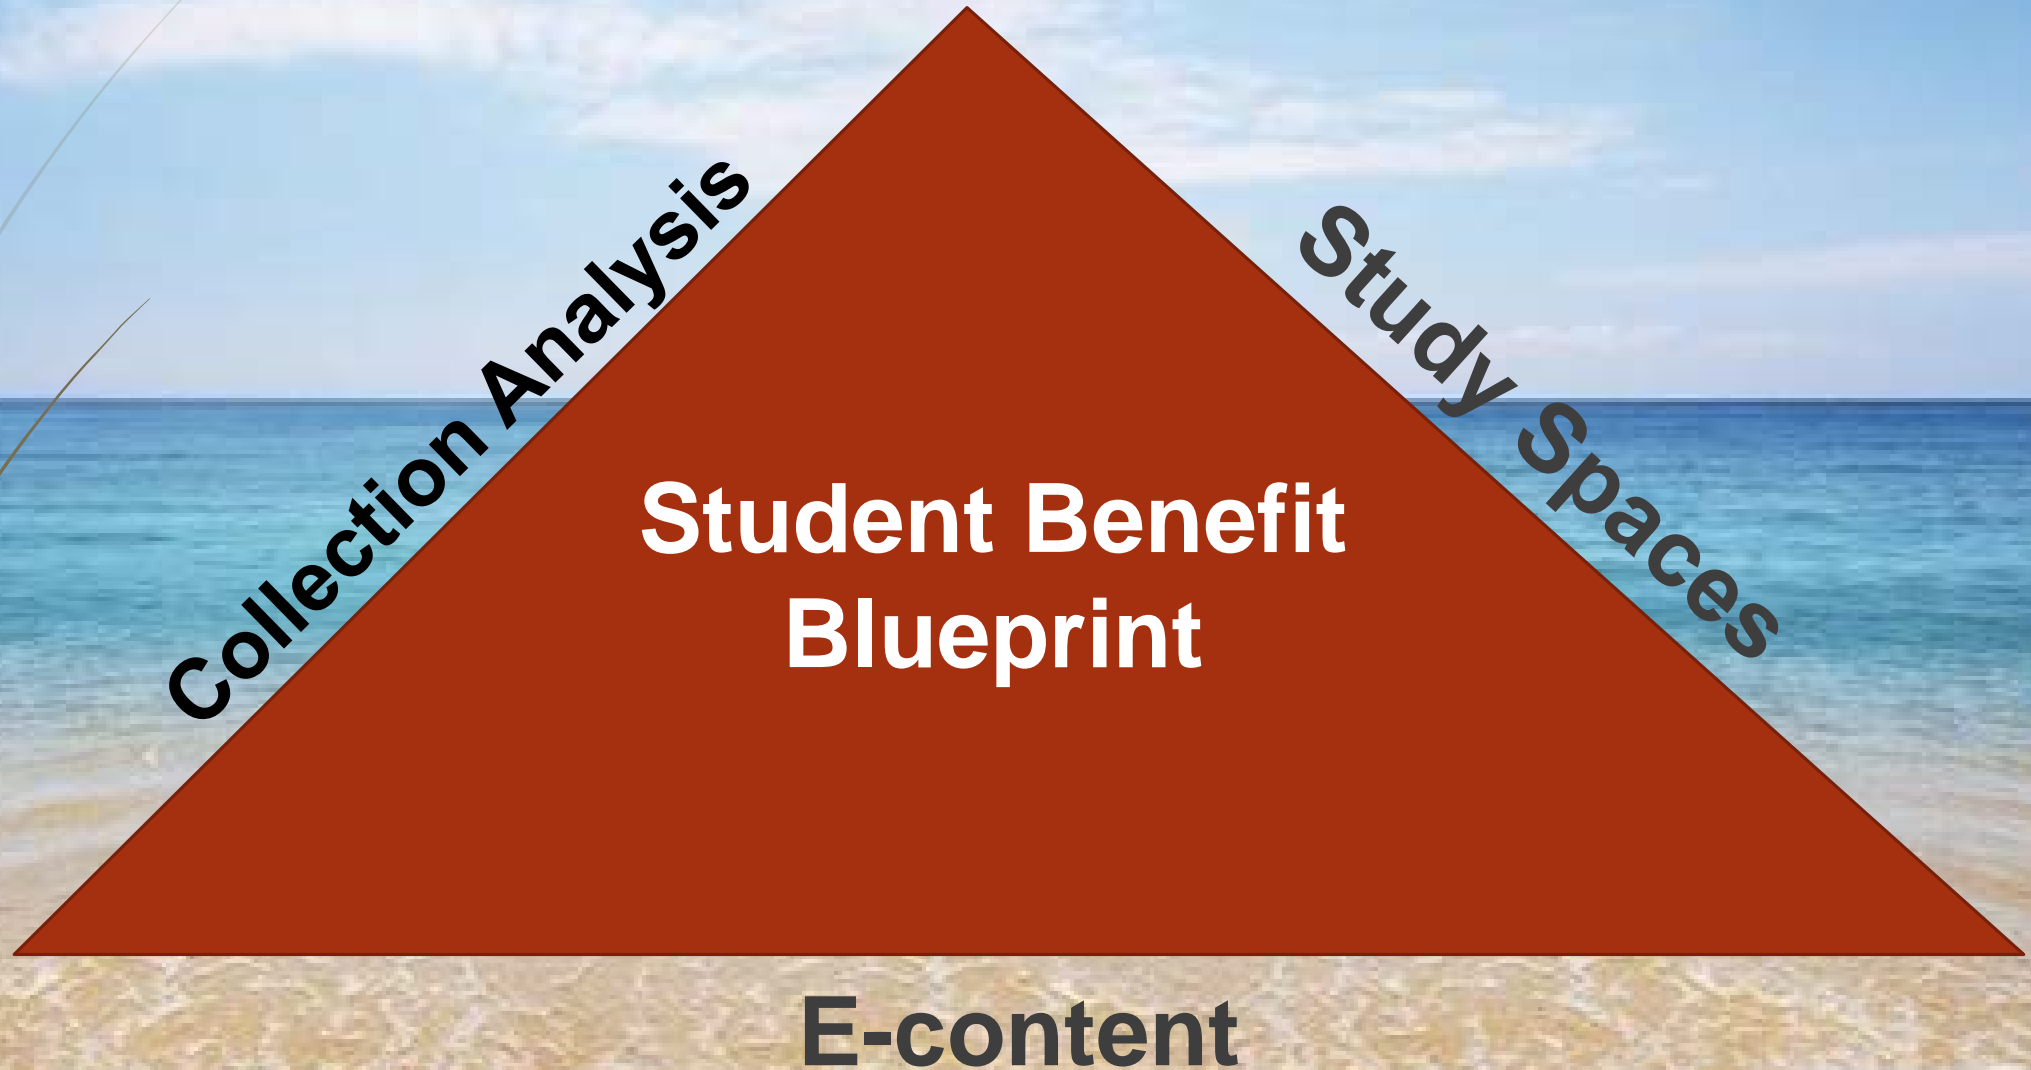 Collection Analysis
Study Spaces
Student Benefit
Blueprint
E-content